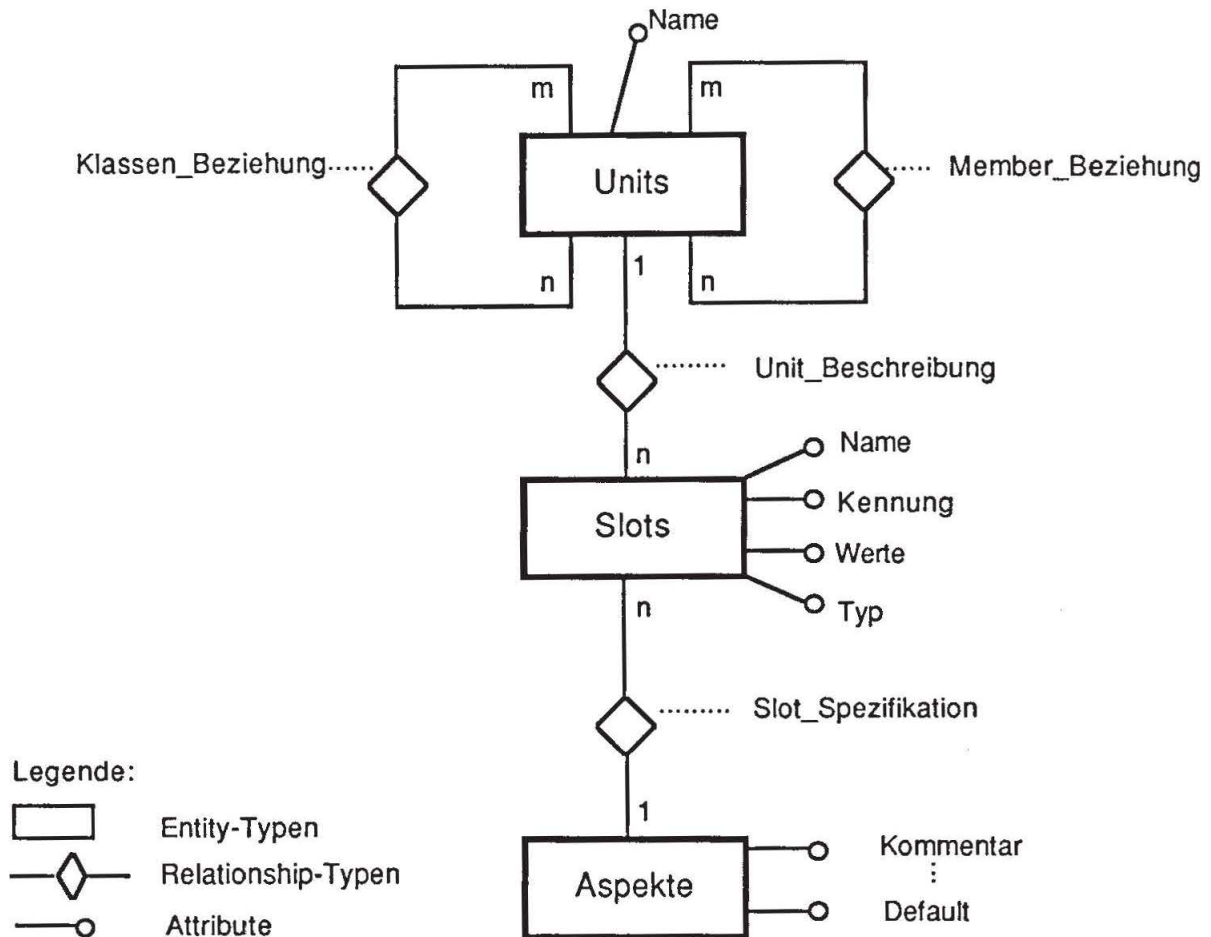 Name
m
m
Klassen_Beziehung
Units
Member_Beziehung
n
1
n
Unit_Beschreibung
n
Name
Kennung
Slots
Werte
Typ
n
Slot_Spezifikation
1
Aspekte
Kommentar
Default
Legende:
Entity-Typen
Relationship-Typen
Attribute